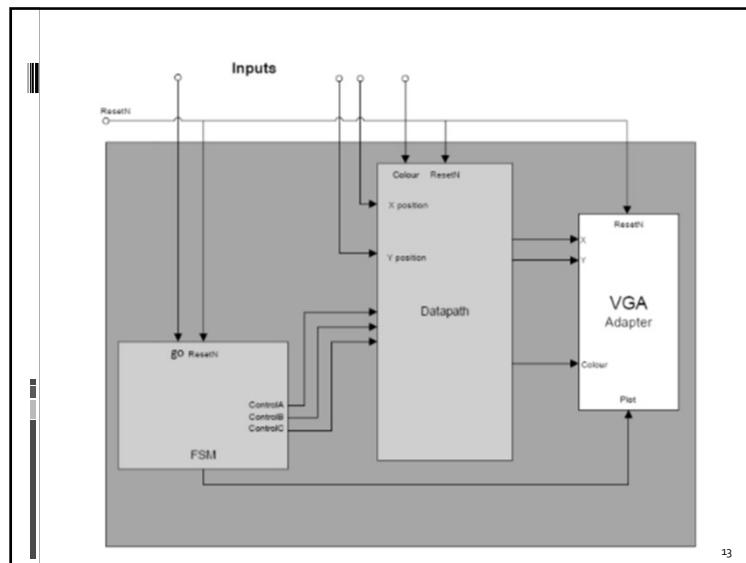 Inputs
ResetN
Colour ResetN
X position
Y position
Datapath
ResetN
X
Y
VGA
Adapter
Colour
Plot
go ResetN
ControlA
ControlB
ControlC
FSM
13